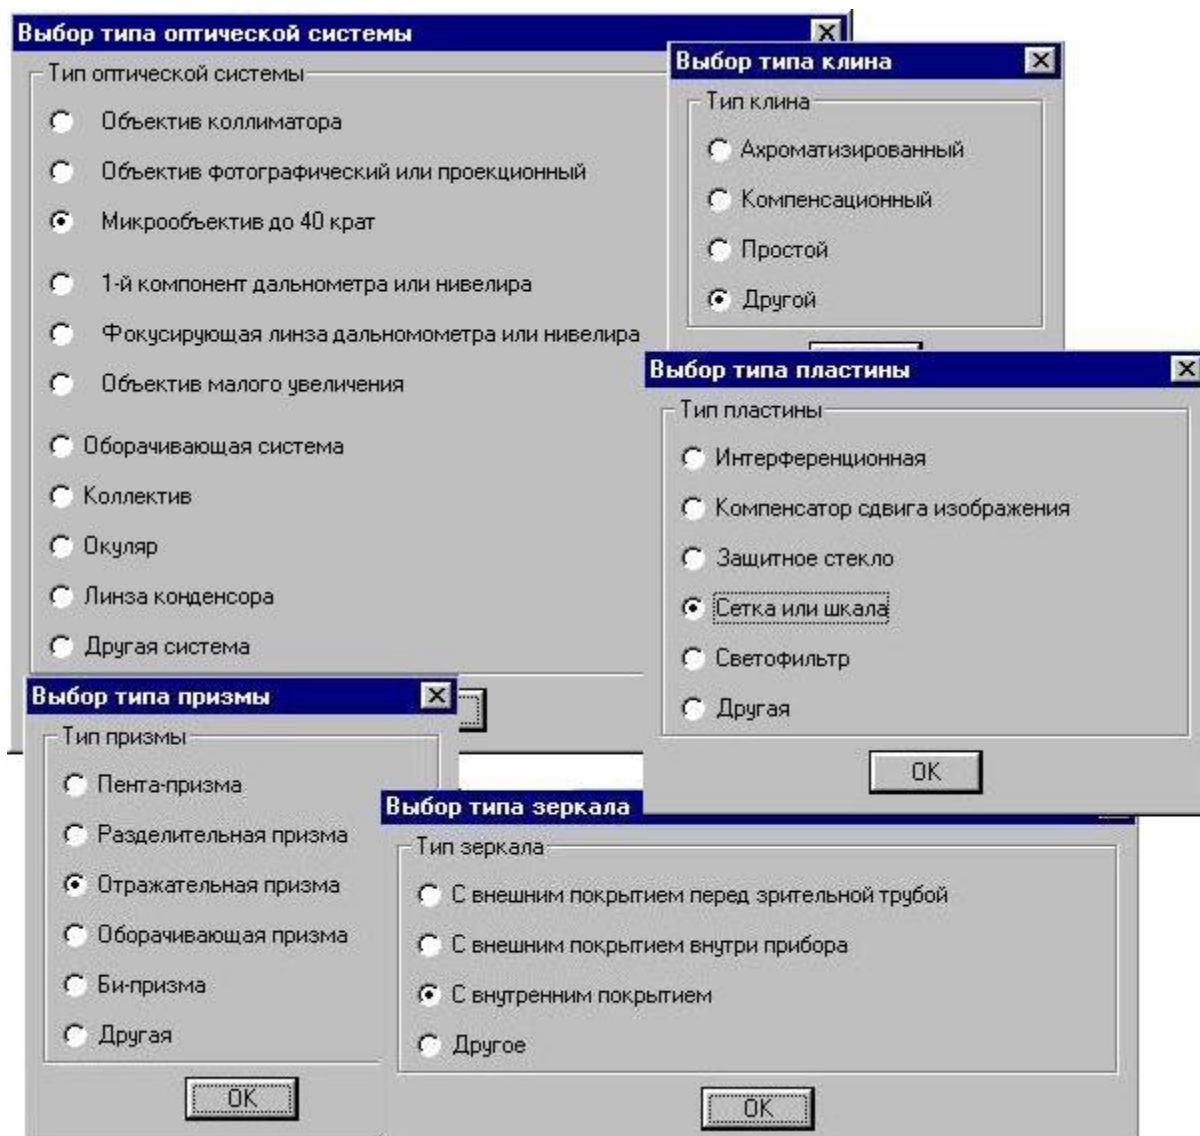 Выбор типа оптической системы
Тип оптической системы
Объектив коллиматора
Объектив фотографический или проекционный
Микрообъектив до 40 крат
1-й компонент дальнометра или нивелира
Фокусирующая линза дальномометра или нивелира
Объектив малого увеличения
Оборачивающая система
Коллектив
Окуляр
Линза конденсора
Другая система
Выбор типа клина
Тип клина
Ахроматизированный
Компенсационный
Простой
Другой
Выбор типа пластины
Тип пластины
Интерференционная
Компенсатор сдвига изображения
Защитное стекло
Сетка или шкала
Светофильтр
Другая
OK
Выбор типа призмы
Тип призмы
Пента-призма
Разделительная призма
Отражательная призма
Оборачивающая призма
Би-призма
Другая
OK
Выбор типа зеркала
Тип зеркала
С внешним покрытием перед зрительной трубой
С внешним покрытием внутри прибора
С внутренним покрытием
Другое
OK